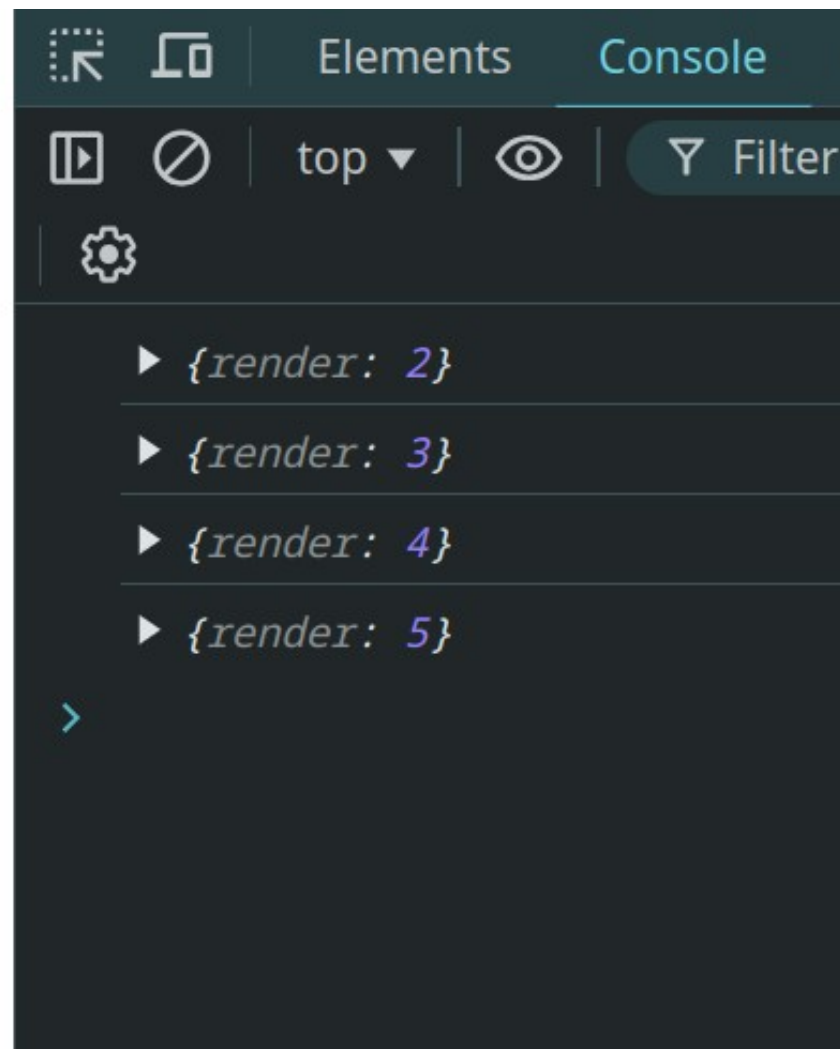 Elements Console
top Filter
{render: 2}
{render: 3}
{render: 4}
{render: 5}